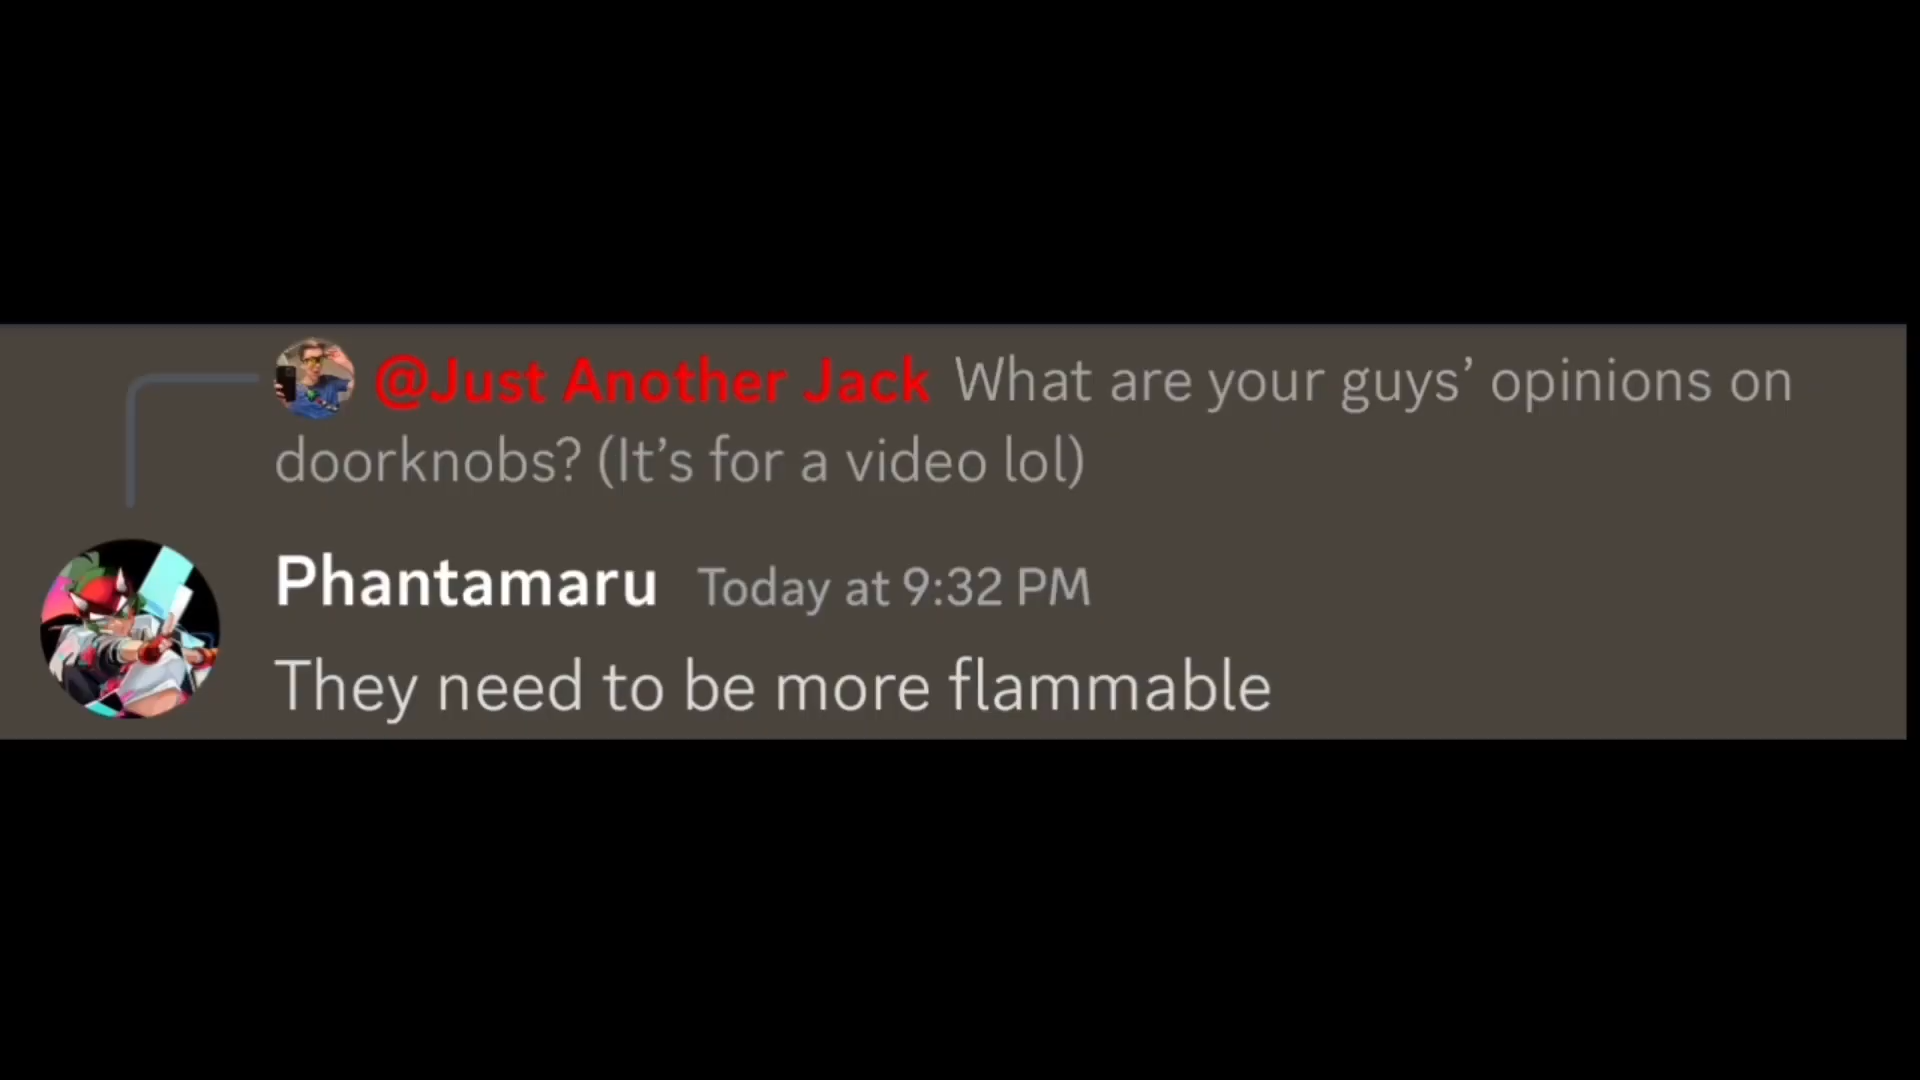 @Just Another Jack What are your guys’ opinions on
doorknobs? (It’s for a video lol)
Phantamaru Today at 9:32 PM
They need to be more flammable